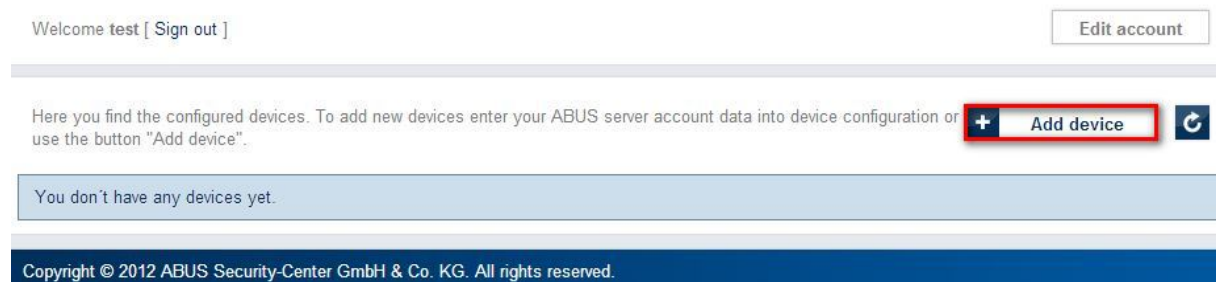 Welcome test [ Sign out ]
Edit account
Here you find the configured devices. To add new devices enter your ABUS server account data into device configuration or
use the button "Add device".
+ Add device
You don´t have any devices yet.
Copyright © 2012 ABUS Security-Center GmbH & Co. KG. All rights reserved.